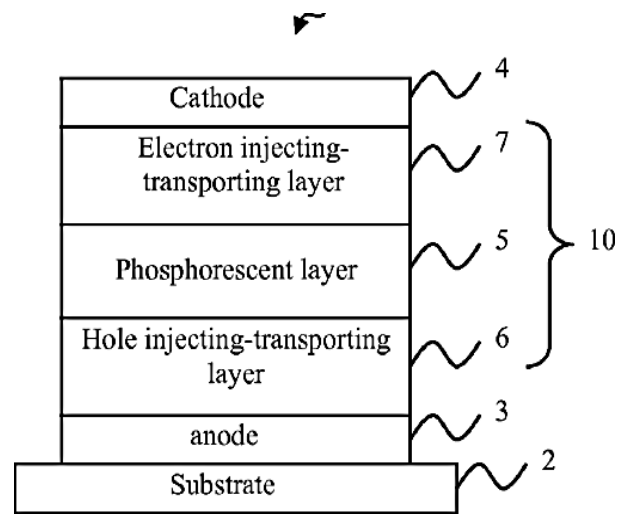 Cathode 4
Electron injecting-
transporting layer 7
Phosphorescent layer 5
10
Hole injecting-transporting
layer 6
anode 3
Substrate 2